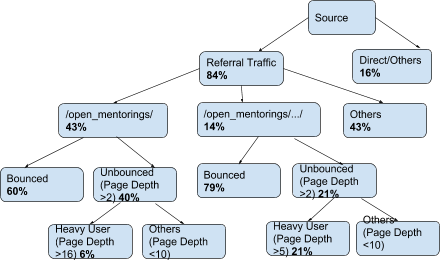 Source
Referral Traffic
84%
Direct/Others
16%
/open_mentorings/
43%
/open_mentorings/.../
14%
Others
43%
Bounced
60%
Unbounced
(Page Depth
>2) 40%
Bounced
79%
Unbounced
(Page Depth
>2) 21%
Heavy User
(Page Depth
>16) 6%
Others
(Page Depth
<10)
Heavy User
(Page Depth
>5) 21%
Others
(Page Depth
<10)